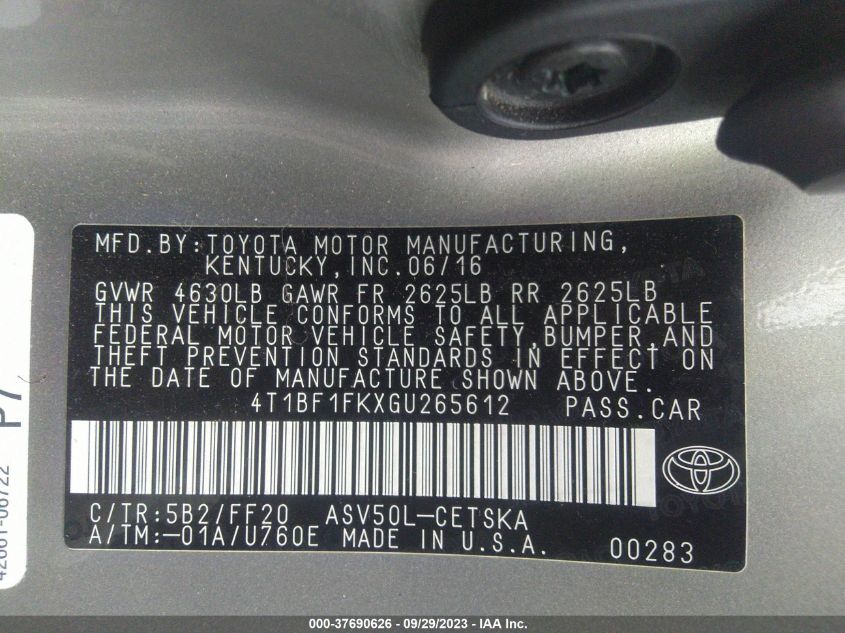 MFD.BY:TOYOTA MOTOR MANUFACTURING,
KENTUCKY,INC.06/16
GVWR 4630LB GAWR FR 2625LB RR 2625LB
THIS VEHICLE CONFORMS TO ALL APPLICABLE
FEDERAL MOTOR VEHICLE SAFETY,BUMPER,AND
THEFT PREVENTION STANDARDS IN EFFECT ON
THE DATE OF MANUFACTURE SHOWN ABOVE.
4T1BF1FKXGU265612 PASS.CAR
C/TR:5B2/FF20 ASV50L-CETSKA
A/TM:-01A/U760E MADE IN U.S.A. 00283
P7
000-37690626 - 09/29/2023 - IAA Inc.